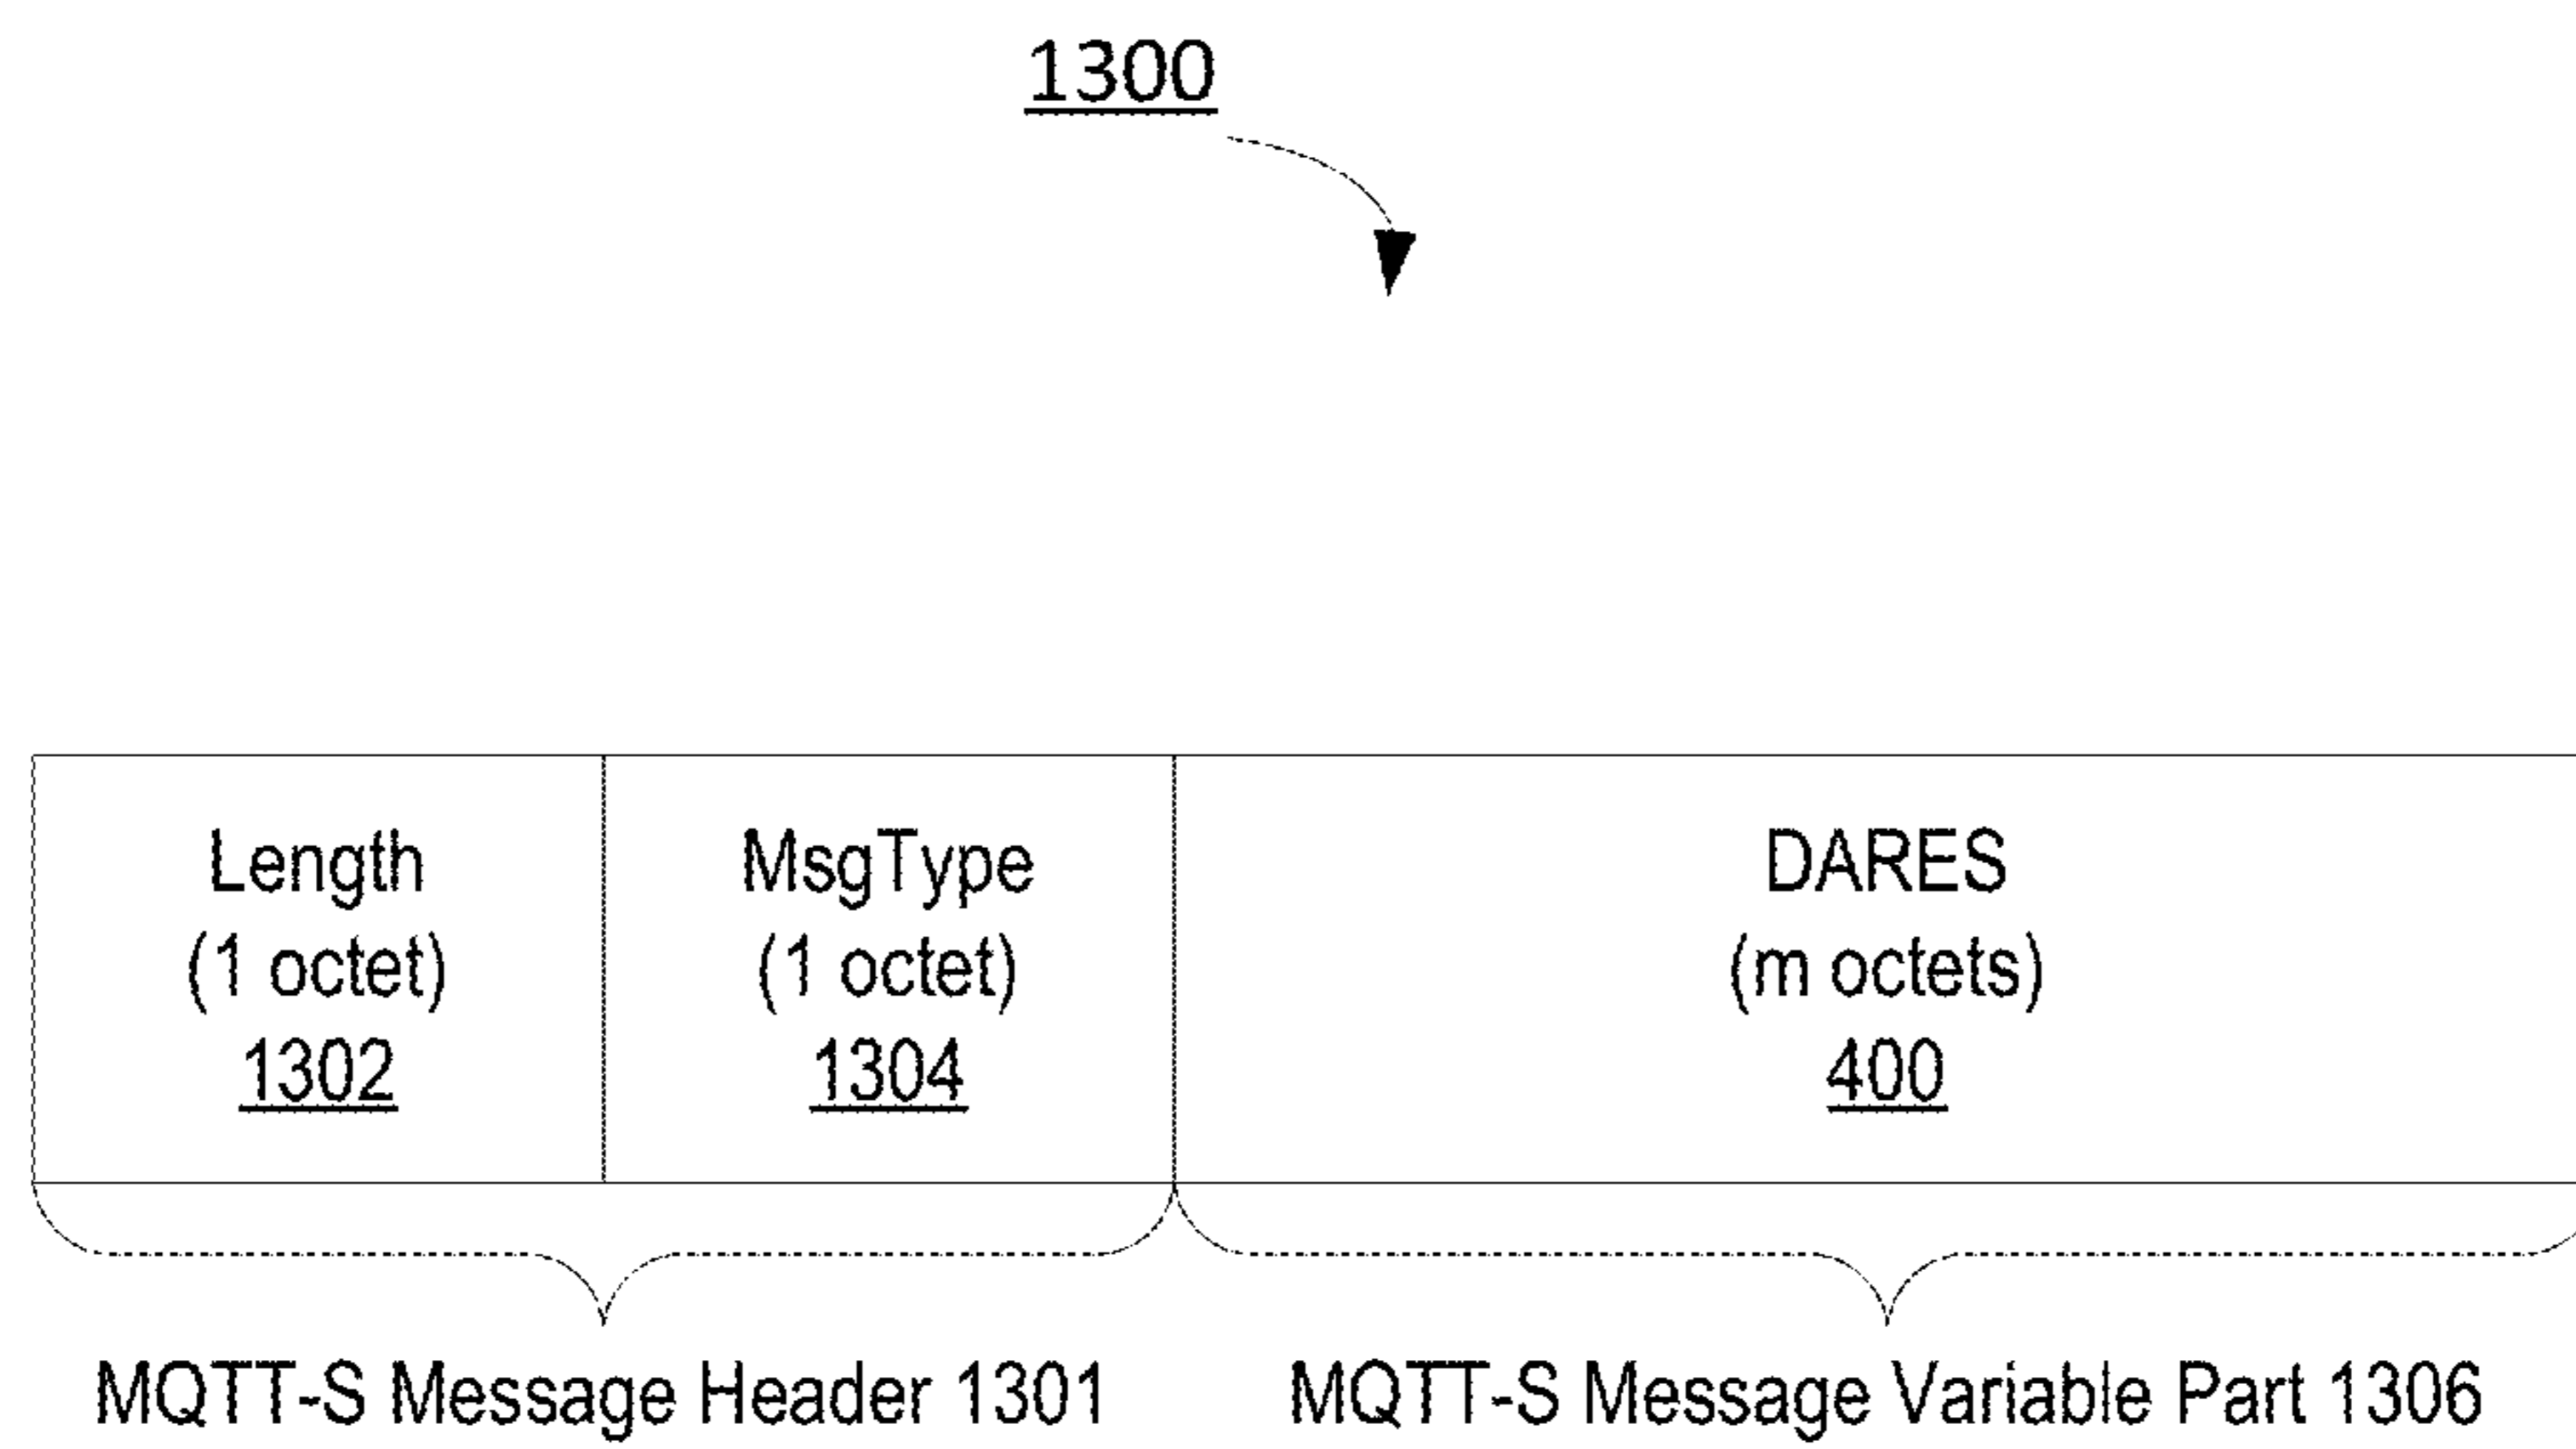 1300
Length
(1 octet)
1302
MsgType
(1 octet)
1304
DARES
(m octets)
400
MQTT-S Message Header 1301
MQTT-S Message Variable Part 1306